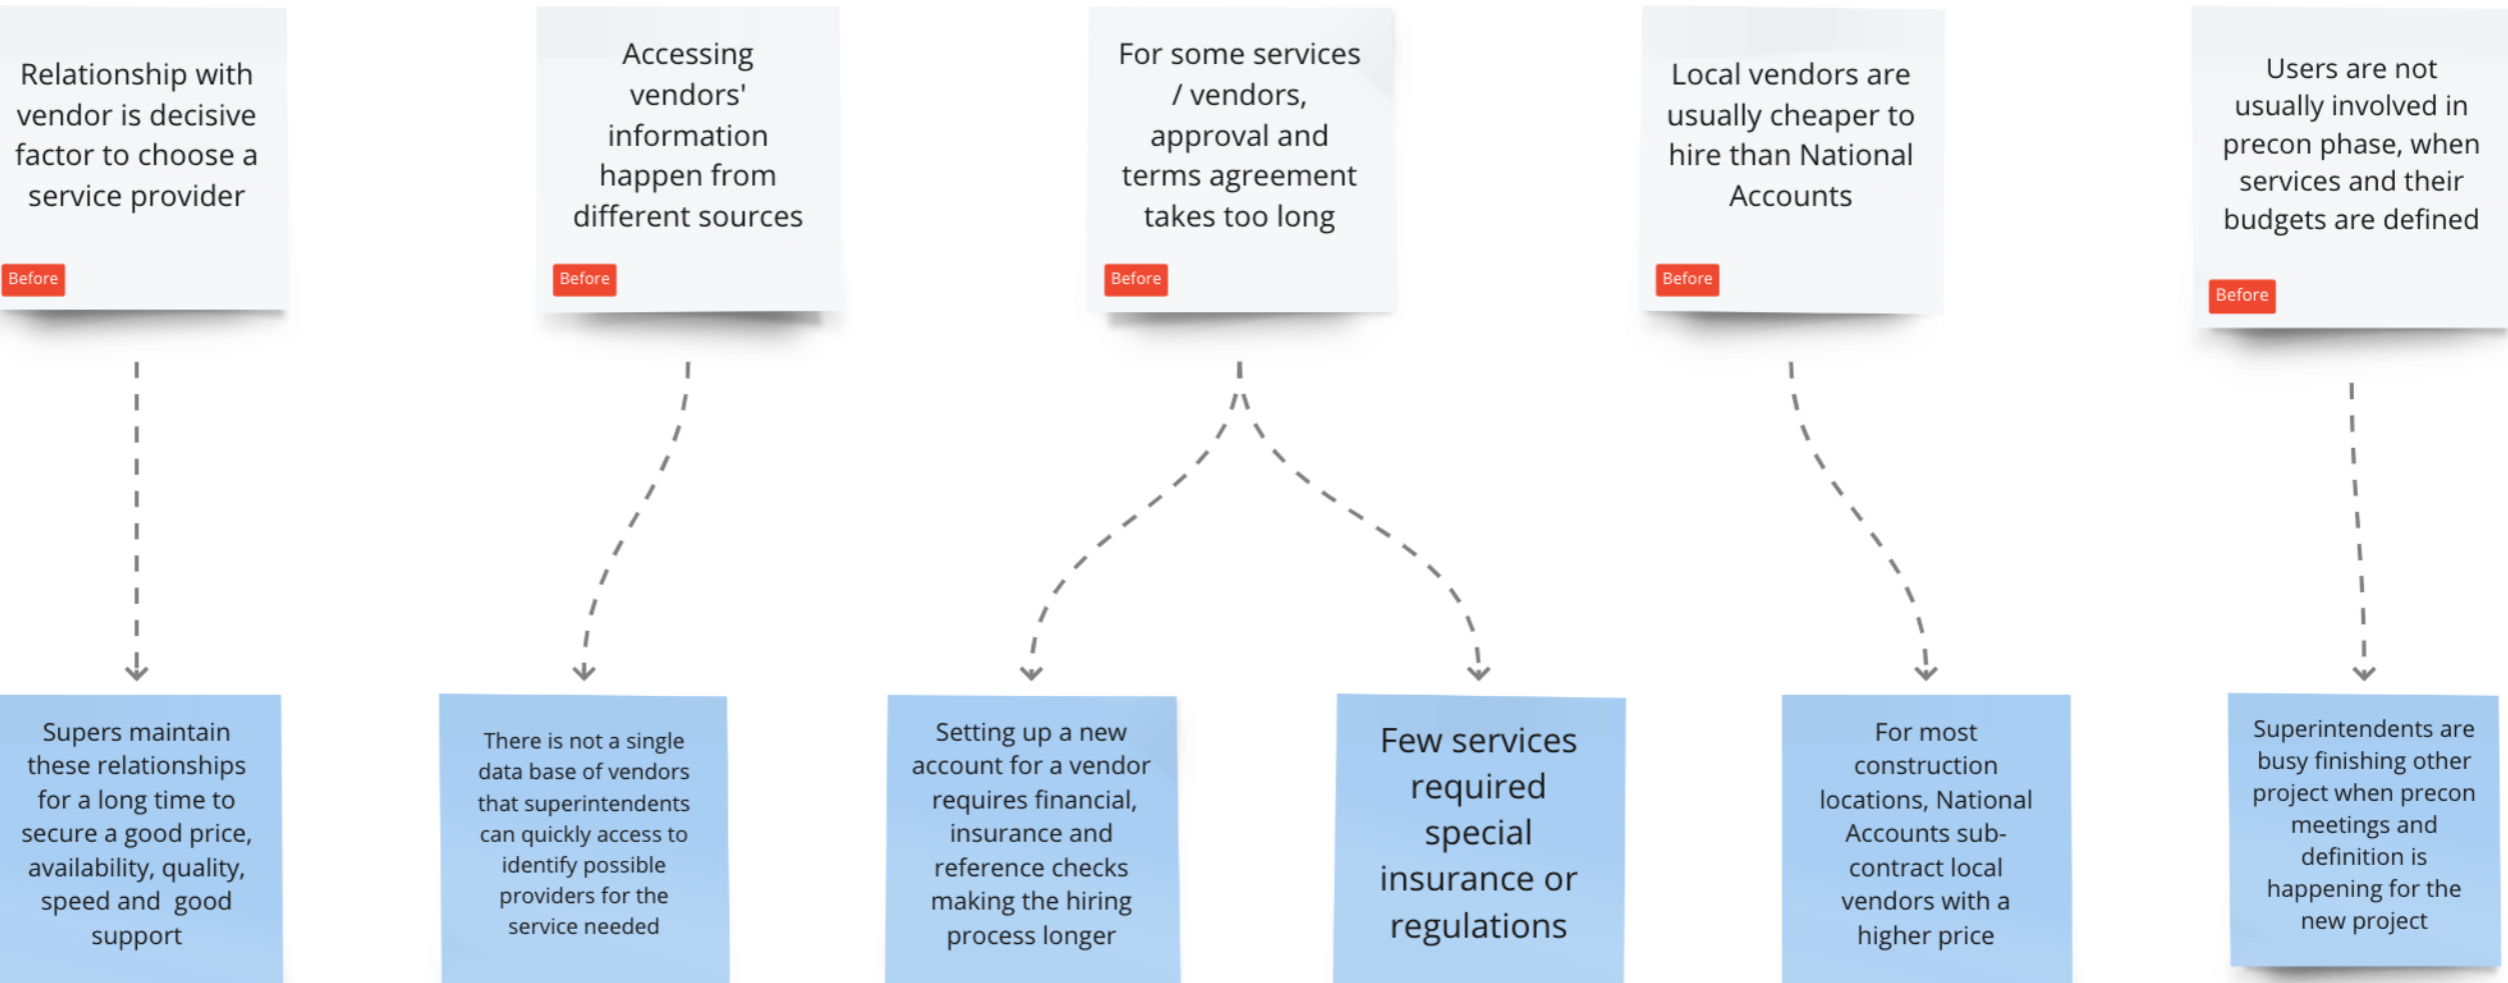 Relationship with
vendor is decisive
factor to choose a
service provider
Before
Accessing
vendors'
information
happen from
different sources
Before
For some services
/ vendors,
approval and
terms agreement
takes too long
Before
Local vendors are
usually cheaper to
hire than National
Accounts
Before
Users are not
usually involved in
precon phase, when
services and their
budgets are defined
Before
Supers maintain
these relationships
for a long time to
secure a good price,
availability, quality,
speed and good
support
There is not a single
data base of vendors
that superintendents
can quickly access to
identify possible
providers for the
service needed
Setting up a new
account for a vendor
requires financial,
insurance and
reference checks
making the hiring
process longer
Few services
required
special
insurance or
regulations
For most
construction
locations, National
Accounts sub-
contract local
vendors with a
higher price
Superintendents are
busy finishing other
project when precon
meetings and
definition is
happening for the
new project